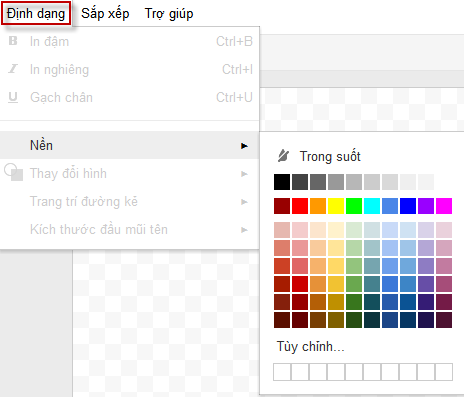 Định dạng Sắp xếp Trợ giúp
B In đậm Ctrl+B
I In nghiêng Ctrl+I
U Gạch chân Ctrl+U
Nền
Trong suốt
Thay đổi hình
Trang trí đường kẻ
Kích thước đầu mũi tên
Tùy chỉnh...